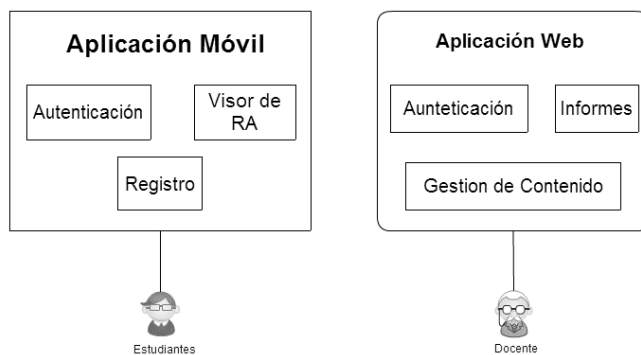 Aplicación Móvil
Autenticación
Visor de
RA
Registro
Estudiantes
Aplicación Web
Aunteticación
Informes
Gestion de Contenido
Docente